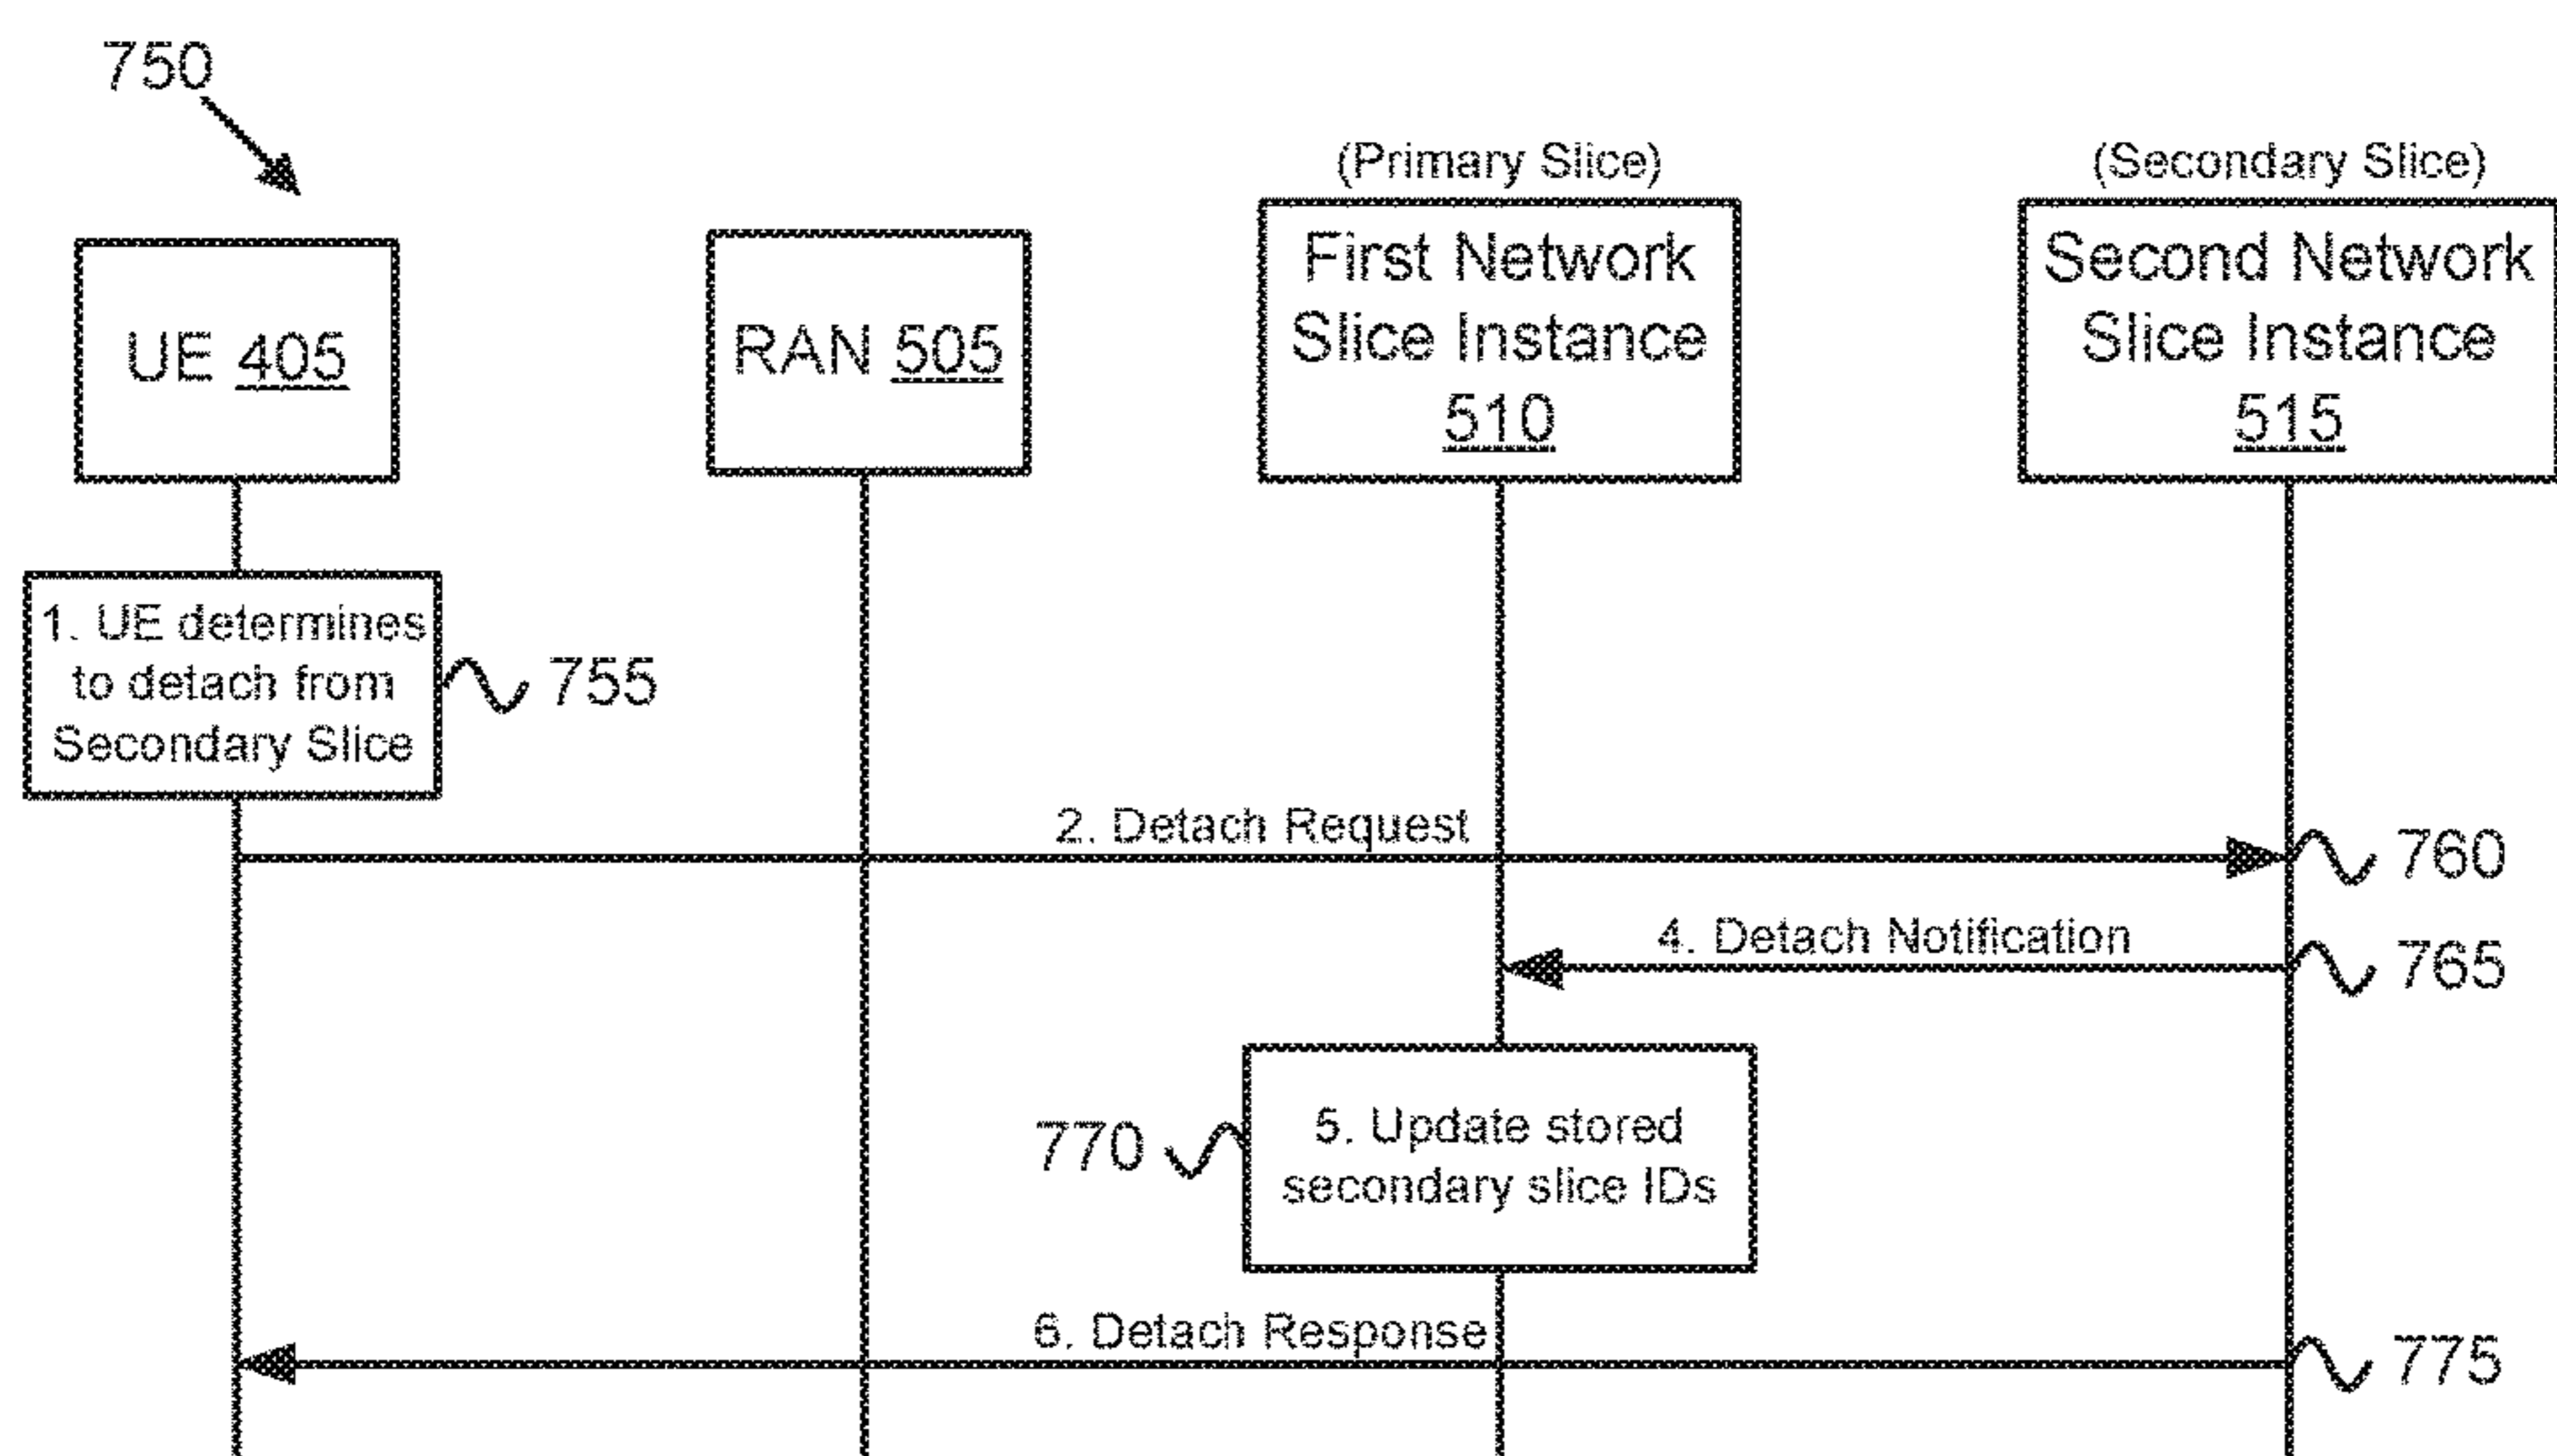 750
(Primary Slice)
(Secondary Slice)
UE 405
RAN 505
First Network
Slice Instance
510
Second Network
Slice Instance
515
1. UE determines
to detach from
Secondary Slice
755
2. Detach Request
760
4. Detach Notification
765
770
5. Update stored
secondary slice IDs
6. Detach Response
775